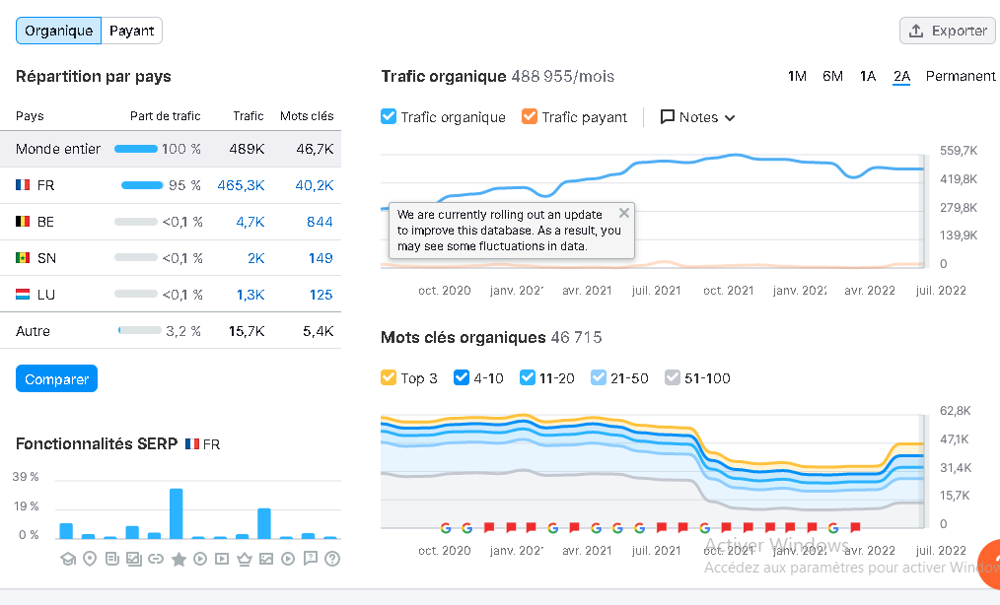 Organique Payant
Exporter
Répartition par pays
Pays Part de trafic Trafic Mots clés
Monde entier 100 % 489K 46,7K
FR 95 % 465,3K 40,2K
BE <0,1 % 4,7K 844
SN <0,1 % 2K 149
LU <0,1 % 1,3K 125
Autre 3,2 % 15,7K 5,4K
Comparer
Fonctionnalités SERP FR
39 %
19 %
0 %
Trafic organique 488 955/mois
1M 6M 1A 2A Permanent
Trafic organique Trafic payant Notes
559,7K
419,8K
279,8K
139,9K
0
We are currently rolling out an update
to improve this database. As a result, you
may see some fluctuations in data.
oct. 2020 janv. 202 avr. 2021 juil. 2021 oct. 2021 janv. 202 avr. 2022 juil. 2022
Mots clés organiques 46 715
Top 3 4-10 11-20 21-50 51-100
62,8K
47,1K
31,4K
15,7K
0
oct. 2020 janv. 202 avr. 2021 juil. 2021 oct. 2021 janv. 202 avr. 2022 juil. 2022
Activer Windows
Accédez aux paramètres pour activer Windo